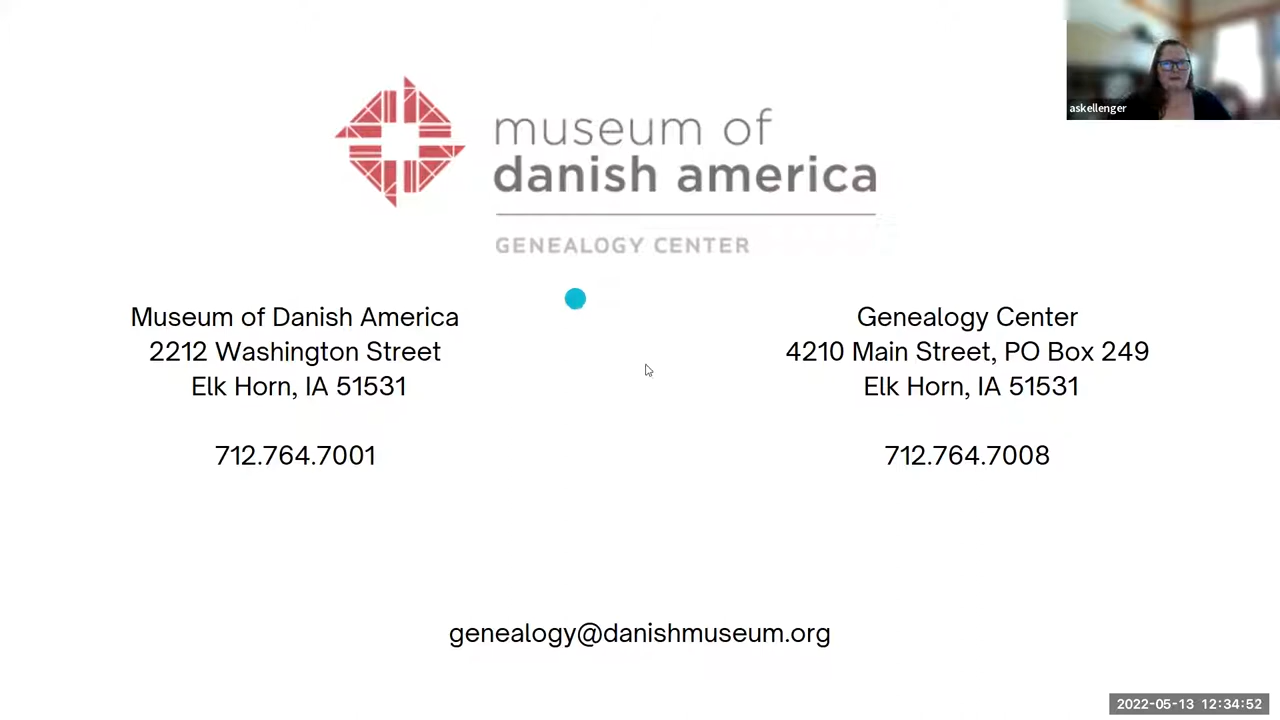 askellenger
museum of
danish america
GENEALOGY CENTER
Museum of Danish America
2212 Washington Street
Elk Horn, IA 51531
712.764.7001
Genealogy Center
4210 Main Street, PO Box 249
Elk Horn, IA 51531
712.764.7008
genealogy@danishmuseum.org
2022-05-13 12:34:52